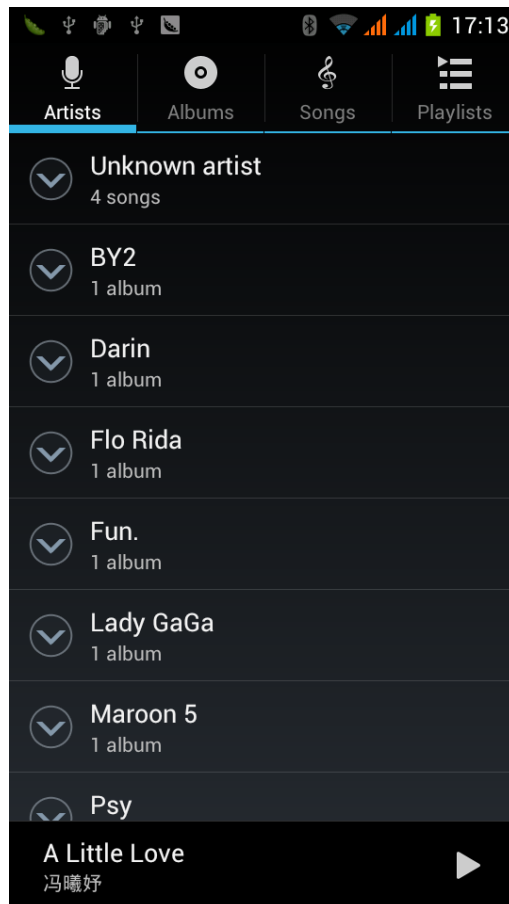 17:13
Artists Albums Songs Playlists
Unknown artist
4 songs
BY2
1 album
Darin
1 album
Flo Rida
1 album
Fun.
1 album
Lady GaGa
1 album
Maroon 5
1 album
Psy
A Little Love
冯曦妤